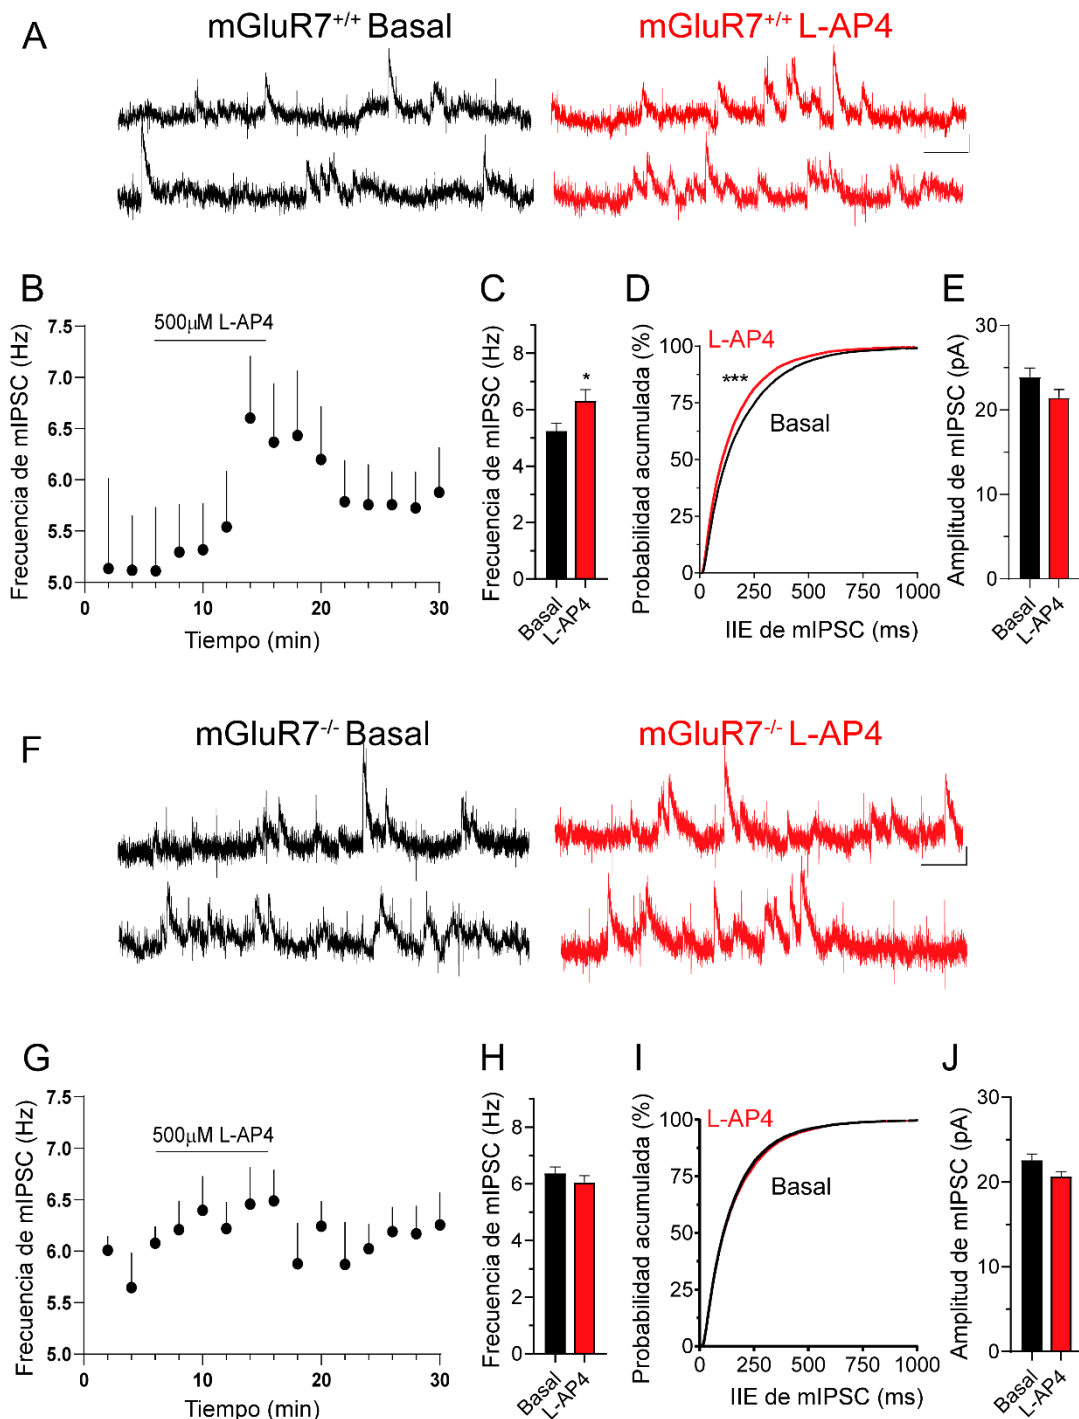 A
mGluR7+/+ Basal
mGluR7+/+ L-AP4
B
Frecuencia de mIPSC (Hz)
7.5
7.0
6.5
6.0
5.5
5.0
500µM L-AP4
0
10
20
30
Tiempo (min)
C
Frecuencia de mIPSC (Hz)
8
6
4
2
0
*
Basal
L-AP4
D
Probabilidad acumulada (%)
100
75
50
25
0
L-AP4
***
Basal
0
250
500
750
1000
IIE de mIPSC (ms)
E
Amplitud de mIPSC (pA)
30
20
10
0
Basal
L-AP4
F
mGluR7-/- Basal
mGluR7-/- L-AP4
G
Frecuencia de mIPSC (Hz)
7.5
7.0
6.5
6.0
5.5
5.0
500µM L-AP4
0
10
20
30
Tiempo (min)
H
Frecuencia de mIPSC (Hz)
8
6
4
2
0
Basal
L-AP4
I
Probabilidad acumulada (%)
100
75
50
25
0
L-AP4
Basal
0
250
500
750
1000
IIE de mIPSC (ms)
J
Amplitud de mIPSC (pA)
30
20
10
0
Basal
L-AP4